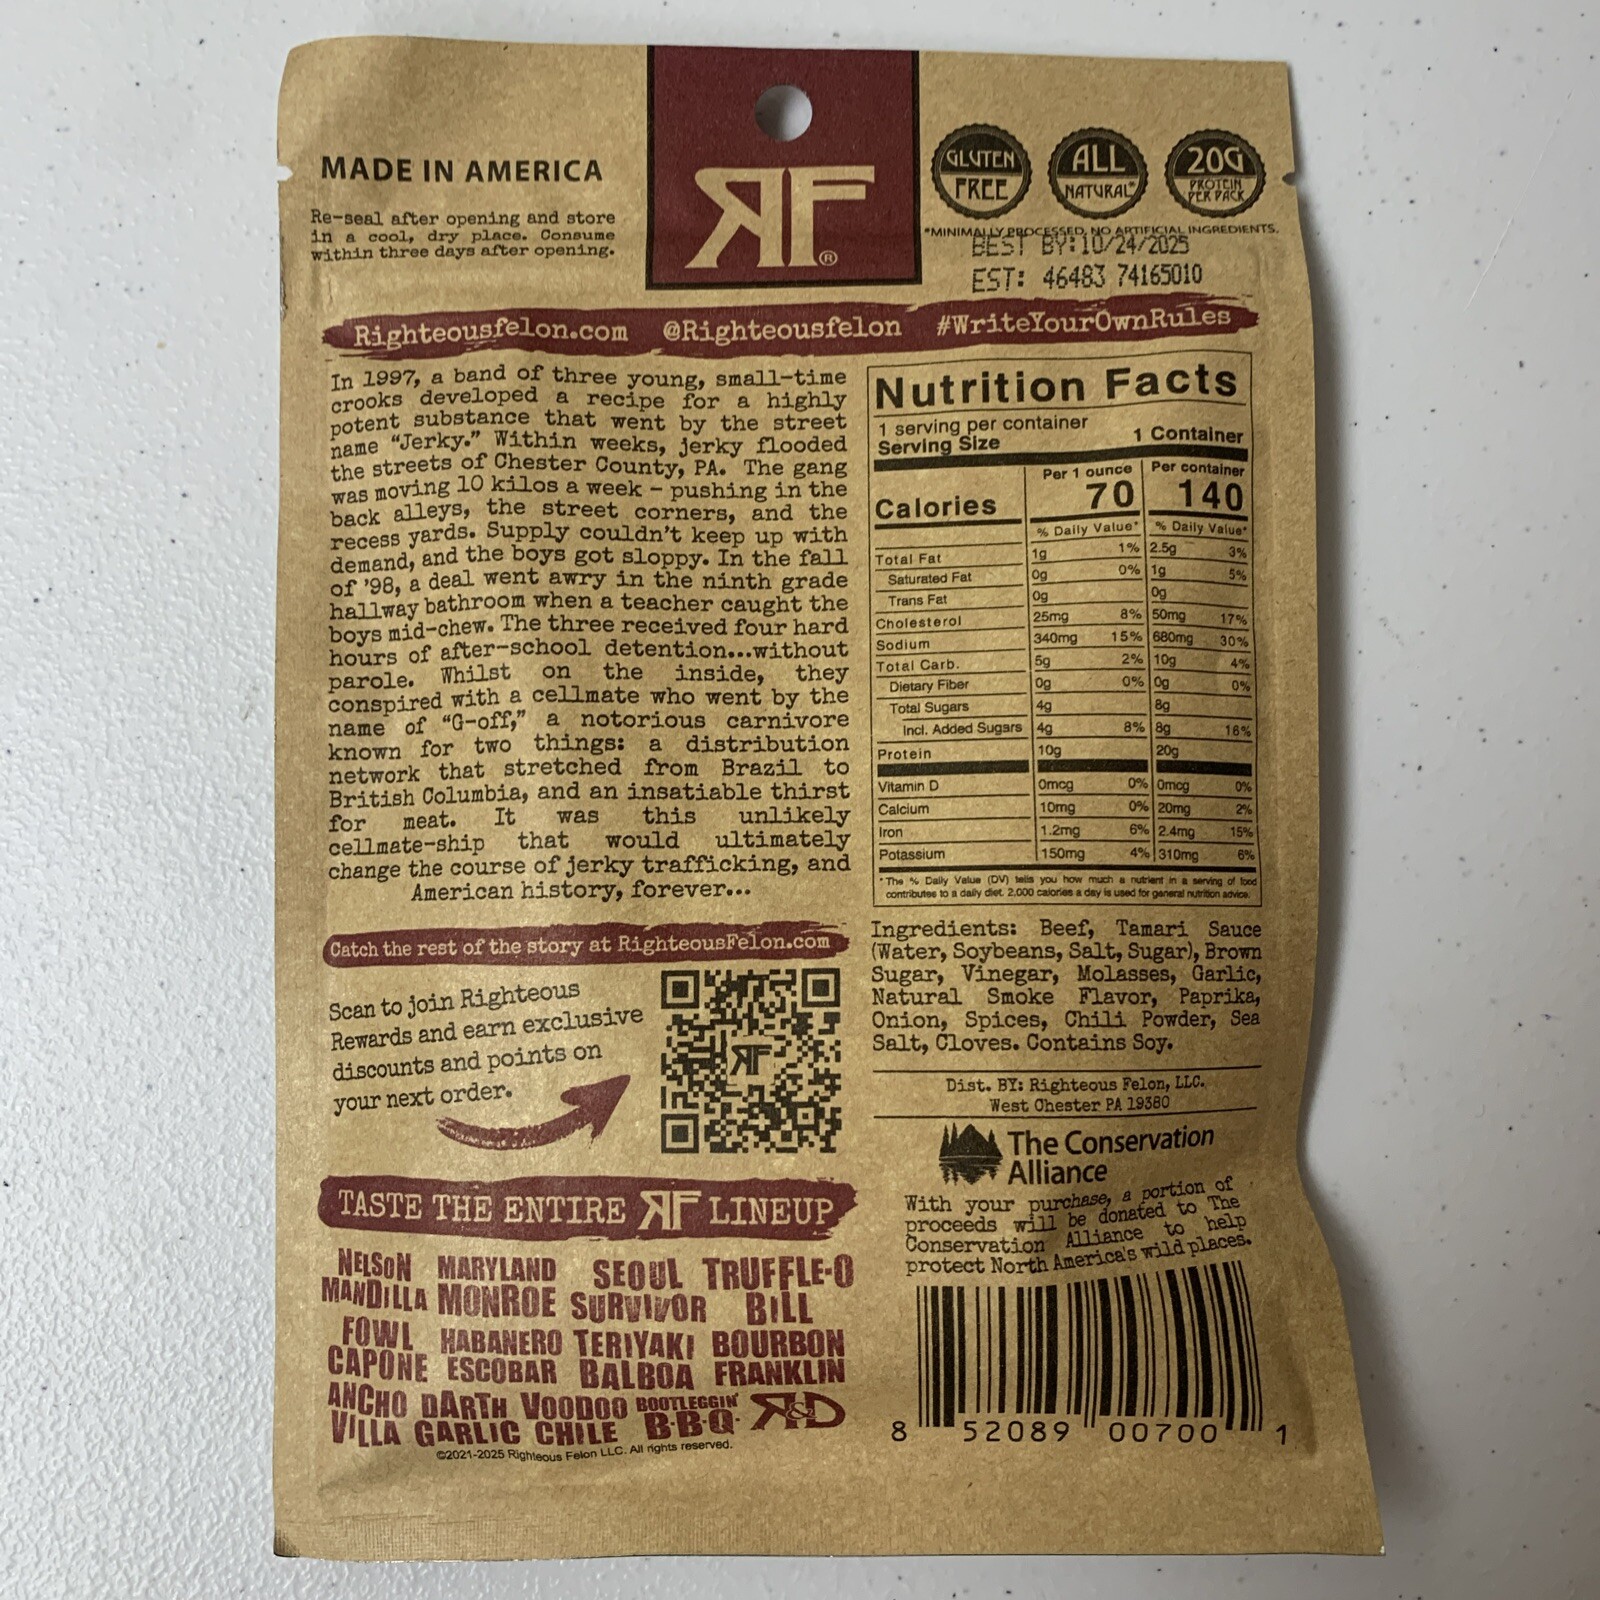 MADE IN AMERICA
Re-seal after opening and store
in a cool, dry place. Consume
within three days after opening.
RF®
GLUTEN
FREE
ALL
NATURAL*
20G
PROTEIN
PER PACK
*MINIMALLY PROCESSED, NO ARTIFICIAL INGREDIENTS.
BEST BY:10/24/2025
EST: 46483 74165010
Righteousfelon.com @Righteousfelon #WriteYourOwnRules
In 1997, a band of three young, small-time
crooks developed a recipe for a highly
potent substance that went by the street
name “Jerky.” Within weeks, jerky flooded
the streets of Chester County, PA. The gang
was moving 10 kilos a week – pushing in the
back alleys, the street corners, and the
recess yards. Supply couldn't keep up with
demand, and the boys got sloppy. In the fall
of '98, a deal went awry in the ninth grade
hallway bathroom when a teacher caught the
boys mid-chew. The three received four hard
hours of after-school detention...without
parole. Whilst on the inside, they
conspired with a cellmate who went by the
name of “G-off,” a notorious carnivore
known for two things: a distribution
network that stretched from Brazil to
British Columbia, and an insatiable thirst
for meat. It was this unlikely
cellmate-ship that would ultimately
change the course of jerky trafficking, and
American history, forever...
Catch the rest of the story at RighteousFelon.com
Scan to join Righteous
Rewards and earn exclusive
discounts and points on
your next order.
RF
TASTE THE ENTIRE RF LINEUP
NELSON MANDILLA
MARYLAND MONROE
SEOUL SURVIVOR
TRUFFLE-O BILL
FOWL CAPONE
HABANERO ESCOBAR
TERIYAKI BALBOA
BOURBON FRANKLIN
ANCHO VILLA
DARTH GARLIC
VOODOO CHILE
BOOTLEGGIN' B·B·Q·
R&D
©2021-2025 Righteous Felon LLC. All rights reserved.
Nutrition Facts
1 serving per container
Serving Size 1 Container
Per 1 ounce Per container
Calories 70 140
% Daily Value* % Daily Value*
Total Fat 1g 1% 2.5g 3%
Saturated Fat 0g 0% 1g 5%
Trans Fat 0g 0g
Cholesterol 25mg 8% 50mg 17%
Sodium 340mg 15% 680mg 30%
Total Carb. 5g 2% 10g 4%
Dietary Fiber 0g 0% 0g 0%
Total Sugars 4g 8g
Incl. Added Sugars 4g 8% 8g 16%
Protein 10g 20g
Vitamin D 0mcg 0% 0mcg 0%
Calcium 10mg 0% 20mg 2%
Iron 1.2mg 6% 2.4mg 15%
Potassium 150mg 4% 310mg 6%
*The % Daily Value (DV) tells you how much a nutrient in a serving of food
contributes to a daily diet. 2,000 calories a day is used for general nutrition advice.
Ingredients: Beef, Tamari Sauce
(Water, Soybeans, Salt, Sugar), Brown
Sugar, Vinegar, Molasses, Garlic,
Natural Smoke Flavor, Paprika,
Onion, Spices, Chili Powder, Sea
Salt, Cloves. Contains Soy.
Dist. BY: Righteous Felon, LLC.
West Chester PA 19380
The Conservation
Alliance
With your purchase, a portion of
proceeds will be donated to The
Conservation Alliance to help
protect North America's wild places.
8 52089 00700 1